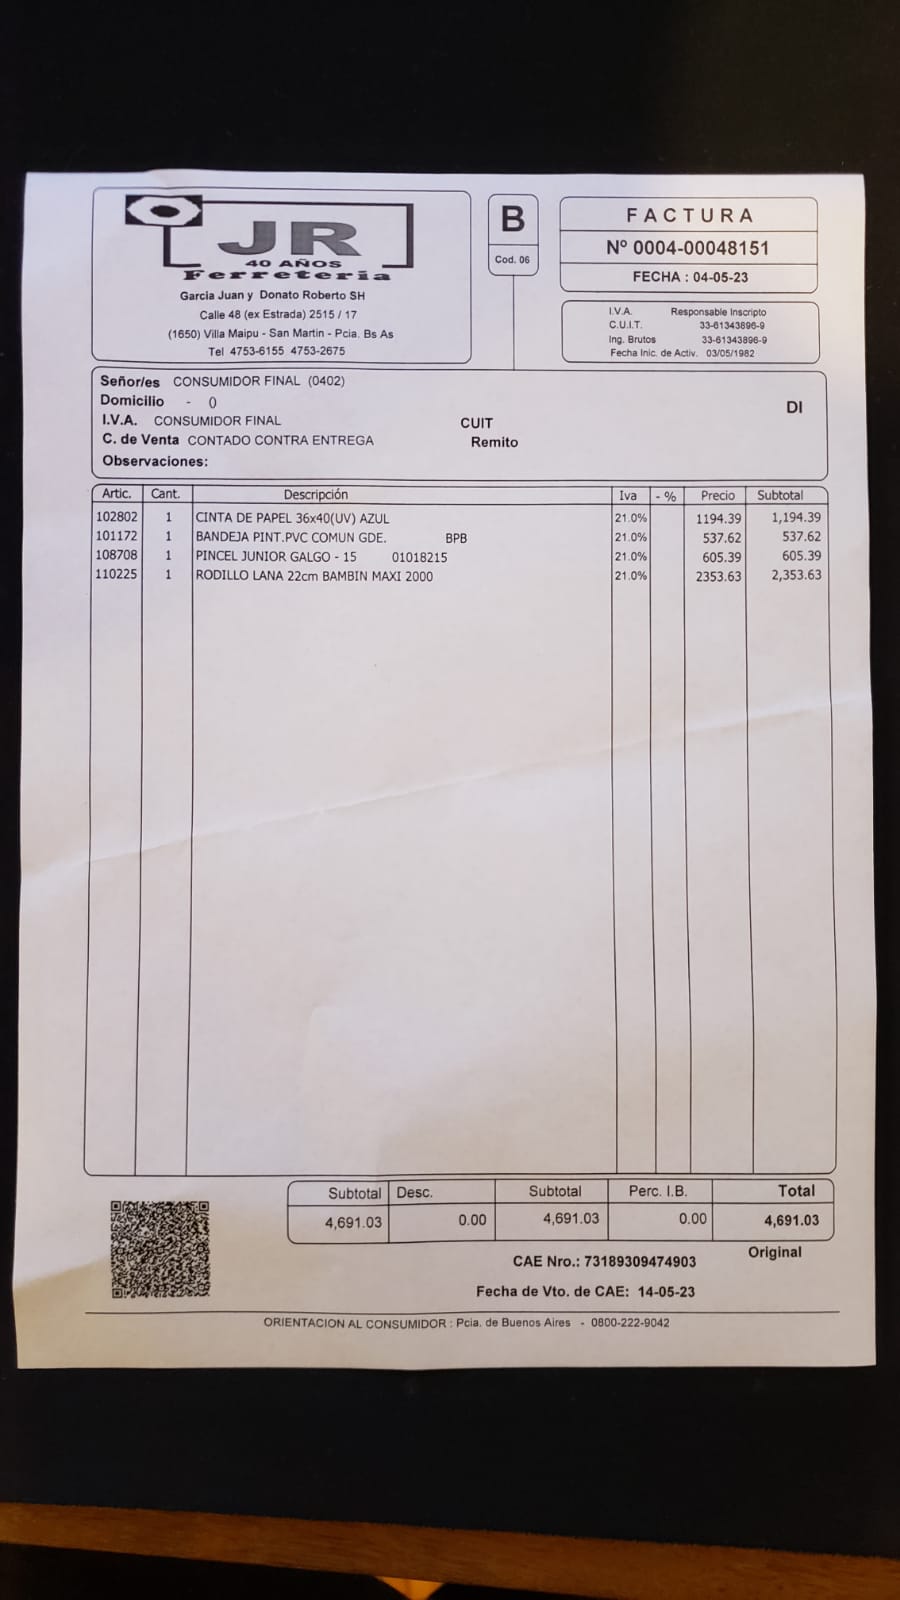 JR
40 AÑOS
Ferretería
Garcia Juan y Donato Roberto SH
Calle 48 (ex Estrada) 2515 / 17
(1650) Villa Maipu - San Martin - Pcia. Bs As
Tel 4753-6155 4753-2675
B
Cod. 06
FACTURA
Nº 0004-00048151
FECHA : 04-05-23
I.V.A. Responsable Inscripto
C.U.I.T. 33-61343896-9
Ing. Brutos 33-61343896-9
Fecha Inic. de Activ. 03/05/1982
Señor/es CONSUMIDOR FINAL (0402)
Domicilio - () DI
I.V.A. CONSUMIDOR FINAL CUIT
C. de Venta CONTADO CONTRA ENTREGA Remito
Observaciones:
Artic. Cant. Descripción Iva - % Precio Subtotal
102802 1 CINTA DE PAPEL 36x40(UV) AZUL 21.0% 1194.39 1,194.39
101172 1 BANDEJA PINT.PVC COMUN GDE. BPB 21.0% 537.62 537.62
108708 1 PINCEL JUNIOR GALGO - 15 01018215 21.0% 605.39 605.39
110225 1 RODILLO LANA 22cm BAMBIN MAXI 2000 21.0% 2353.63 2,353.63
Subtotal Desc. Subtotal Perc. I.B. Total
4,691.03 0.00 4,691.03 0.00 4,691.03
CAE Nro.: 73189309474903 Original
Fecha de Vto. de CAE: 14-05-23
ORIENTACION AL CONSUMIDOR : Pcia. de Buenos Aires - 0800-222-9042